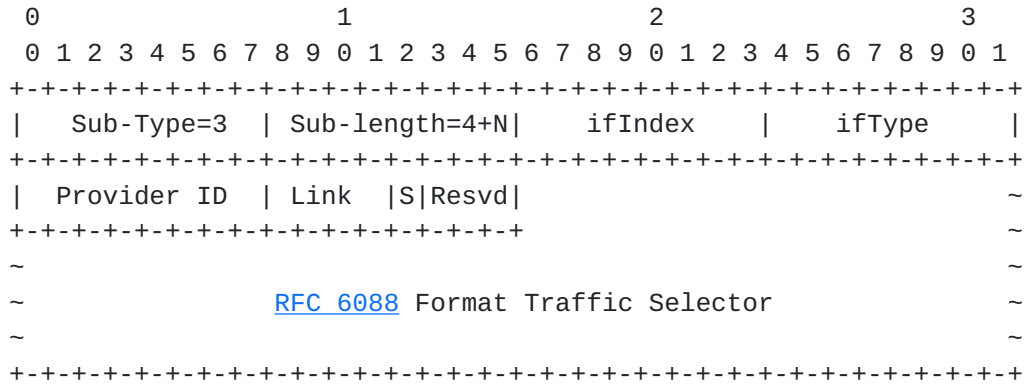 0                   1                   2                   3
 0 1 2 3 4 5 6 7 8 9 0 1 2 3 4 5 6 7 8 9 0 1 2 3 4 5 6 7 8 9 0 1
+-+-+-+-+-+-+-+-+-+-+-+-+-+-+-+-+-+-+-+-+-+-+-+-+-+-+-+-+-+-+-+-+
|   Sub-Type=3  | Sub-length=4+N|    ifIndex    |    ifType     |
+-+-+-+-+-+-+-+-+-+-+-+-+-+-+-+-+-+-+-+-+-+-+-+-+-+-+-+-+-+-+-+-+
|  Provider ID  | Link  |S|Resvd|                               ~
+-+-+-+-+-+-+-+-+-+-+-+-+-+-+-+-+                               ~
~                                                               ~
~                RFC 6088 Format Traffic Selector               ~
~                                                               ~
+-+-+-+-+-+-+-+-+-+-+-+-+-+-+-+-+-+-+-+-+-+-+-+-+-+-+-+-+-+-+-+-+